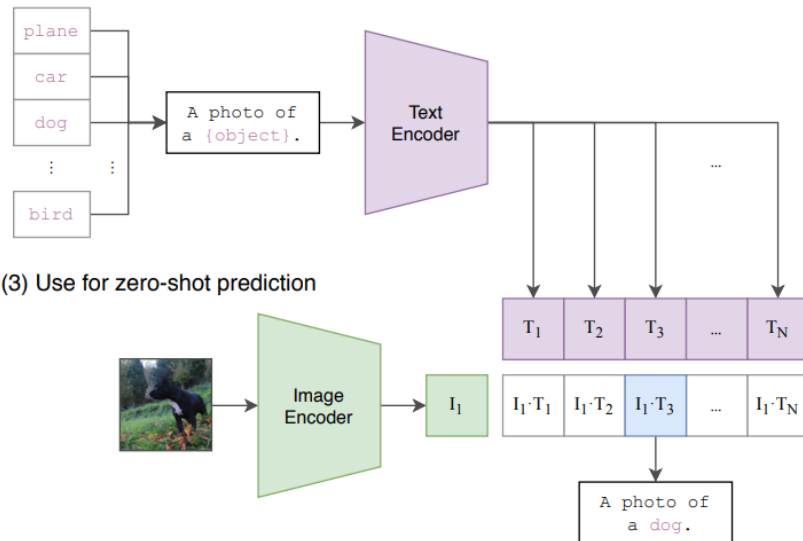 plane
car
dog
⋮
⋮
bird
A photo of
a {object}.
Text
Encoder
...
(3) Use for zero-shot prediction
T1
T2
T3
...
TN
Image
Encoder
I1
I1·T1
I1·T2
I1·T3
...
I1·TN
A photo of
a dog.